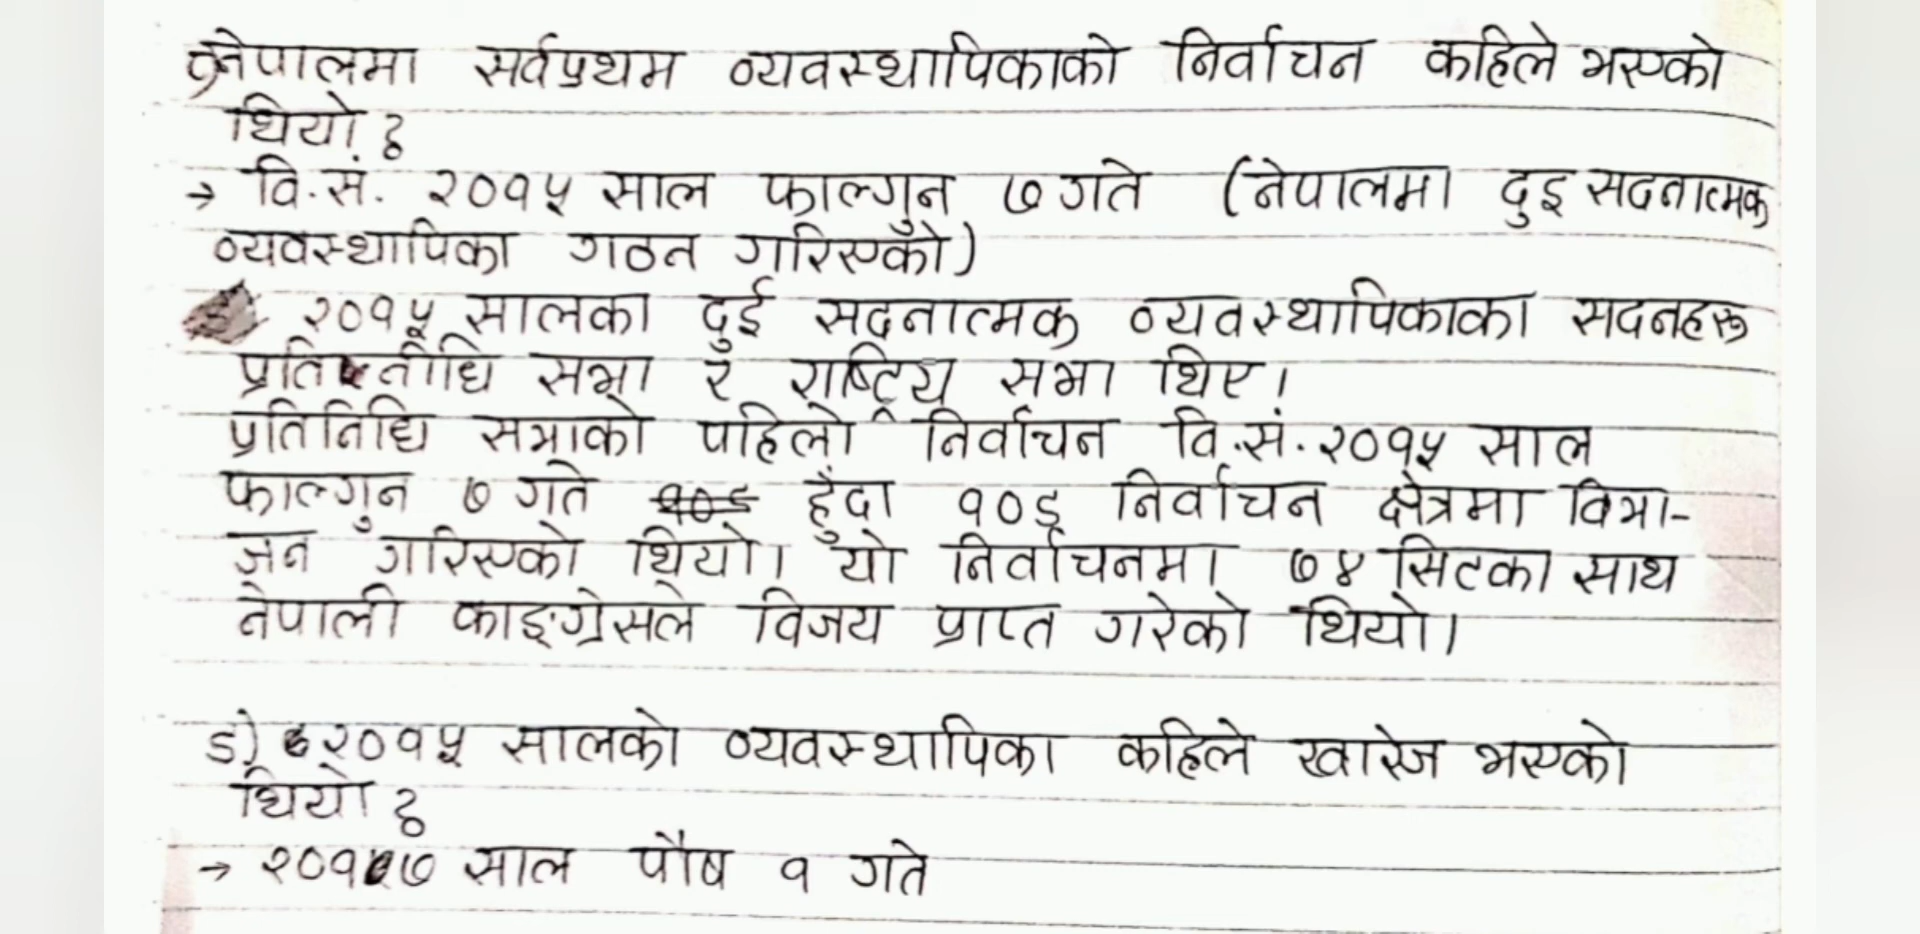 नेपालमा सर्वप्रथम व्यवस्थापिकाको निर्वाचन कहिले भएको
थियो ?
→ वि.सं. २०१५ साल फाल्गुन ७ गते (नेपालमा दुइ सदनात्मक
व्यवस्थापिका गठन गरिएको)
२०१५ सालका दुई सदनात्मक व्यवस्थापिकाका सदनहरू
प्रतिनीधि सभा र राष्ट्रिय सभा थिए।
प्रतिनिधि सभाको पहिलो निर्वाचन वि.सं. २०१५ साल
फाल्गुन ७ गते हुँदा १०९ निर्वाचन क्षेत्रमा विभा-
जन गरिएको थियो। यो निर्वाचनमा ७४ सिटका साथ
नेपाली काङ्ग्रेसले विजय प्राप्त गरेको थियो।
ड) २०१५ सालको व्यवस्थापिका कहिले खारेज भएको
थियो ?
→ २०१७ साल पौष १ गते